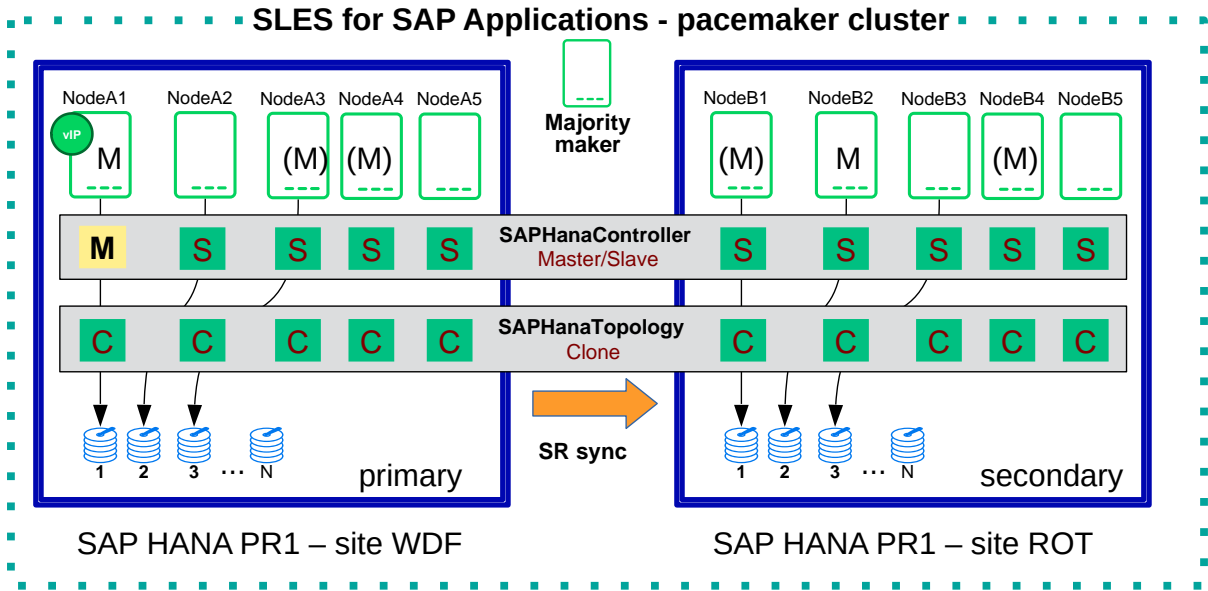 SLES for SAP Applications - pacemaker cluster
NodeA1 NodeA2 NodeA3 NodeA4 NodeA5
NodeB1 NodeB2 NodeB3 NodeB4 NodeB5
vIP
M (M) (M)
Majority
maker
(M) M (M)
M S S S S
SAPHanaController
Master/Slave
S S S S S
C C C C C
SAPHanaTopology
Clone
C C C C C
SR sync
1 2 3 ... N
primary
1 2 3 ... N
secondary
SAP HANA PR1 – site WDF
SAP HANA PR1 – site ROT